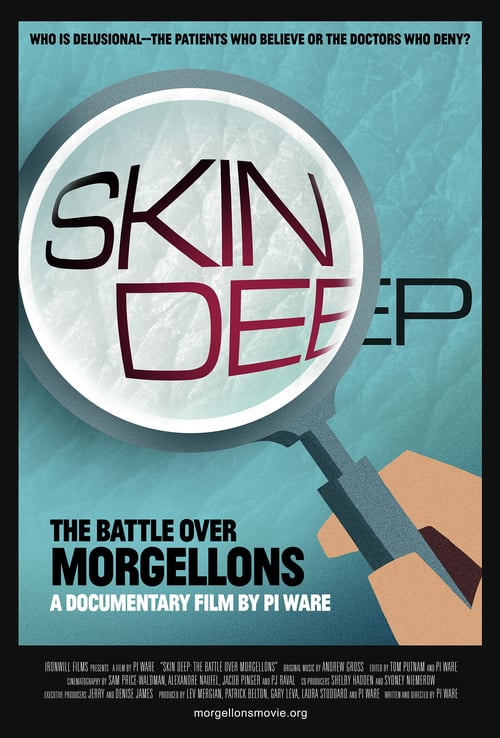 WHO IS DELUSIONAL—THE PATIENTS WHO BELIEVE OR THE DOCTORS WHO DENY?
SKIN
DEEP
THE BATTLE OVER
MORGELLONS
A DOCUMENTARY FILM BY PI WARE
IRONWILL FILMS PRESENTS A FILM BY PI WARE "SKIN DEEP: THE BATTLE OVER MORGELLONS" ORIGINAL MUSIC BY ANDREW GROSS EDITED BY TOM PUTNAM AND PI WARE
CINEMATOGRAPHY BY SAM PRICE-WALDMAN, ALEXANDRE NAUFEL, JACOB PINGER AND PJ RAVAL CO-PRODUCERS SHELBY HADDEN AND SYDNEY NIEMEROW
EXECUTIVE PRODUCERS JERRY AND DENISE JAMES PRODUCED BY LEV MERGIAN, PATRICK BELTON, GARY LEVA, LAURA STODDARD AND PI WARE WRITTEN AND DIRECTED BY PI WARE
morgellonsmovie.org